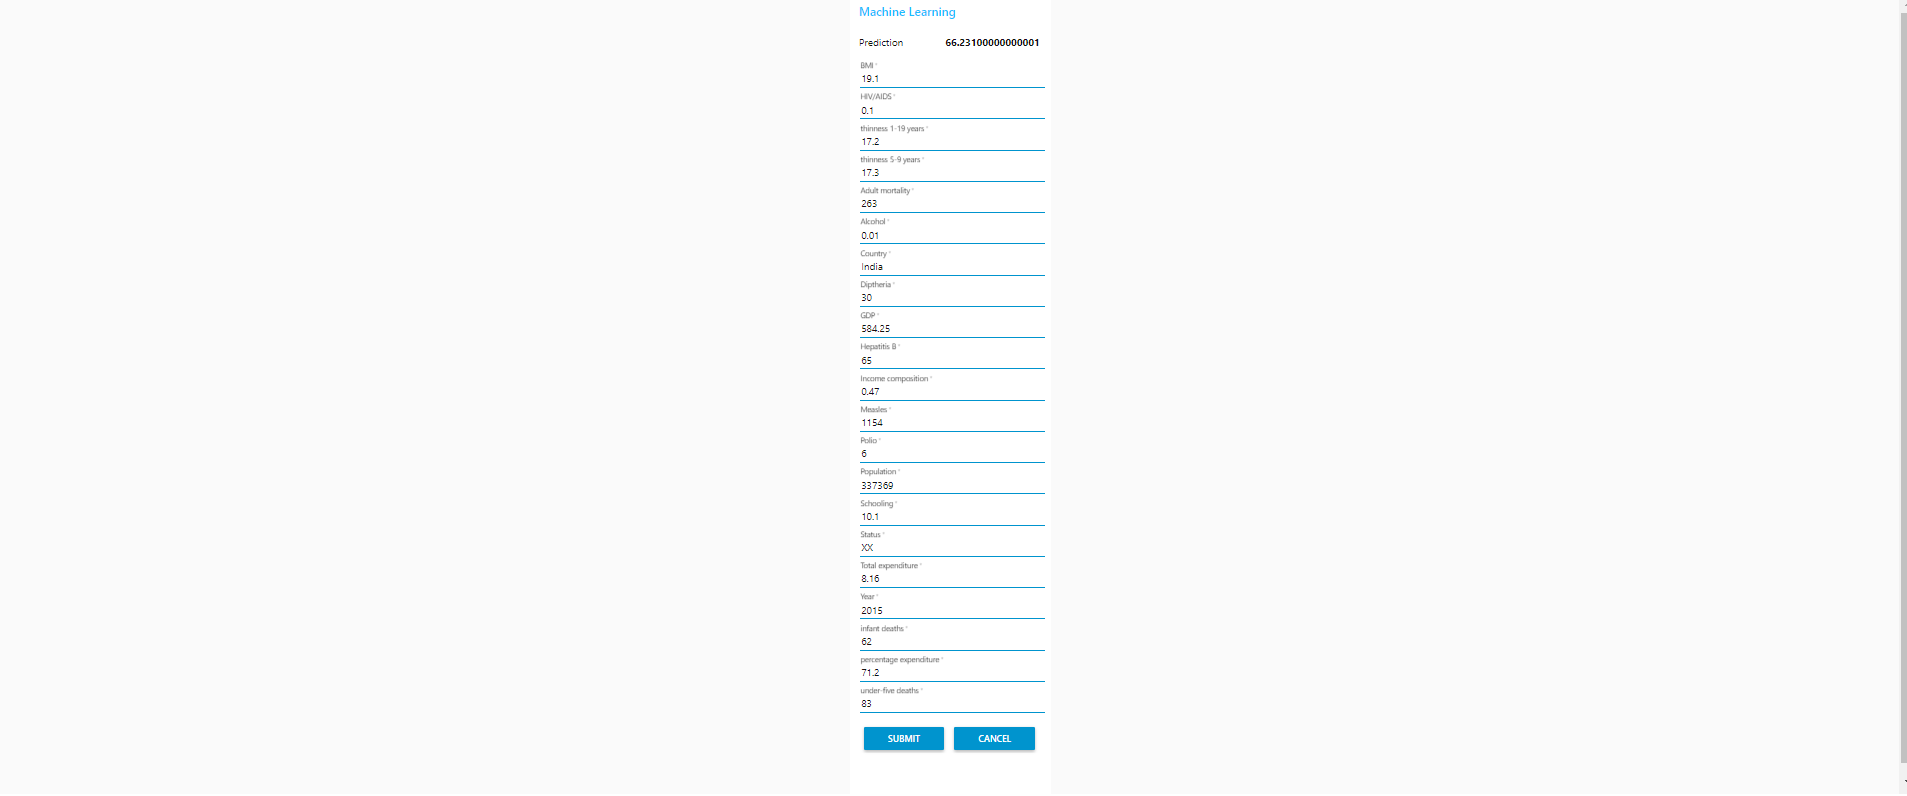 Machine Learning
Prediction 66.23100000000001
BMI *
19.1
HIV/AIDS *
0.1
thinness 1-19 years *
17.2
thinness 5-9 years *
17.3
Adult mortality *
263
Alcohol *
0.01
Country *
India
Diptheria *
30
GDP *
584.25
Hepatitis B *
65
Income composition *
0.47
Measles *
1154
Polio *
6
Population *
337369
Schooling *
10.1
Status *
XX
Total expenditure *
8.16
Year *
2015
infant deaths *
62
percentage expenditure *
71.2
under-five deaths *
83
SUBMIT CANCEL